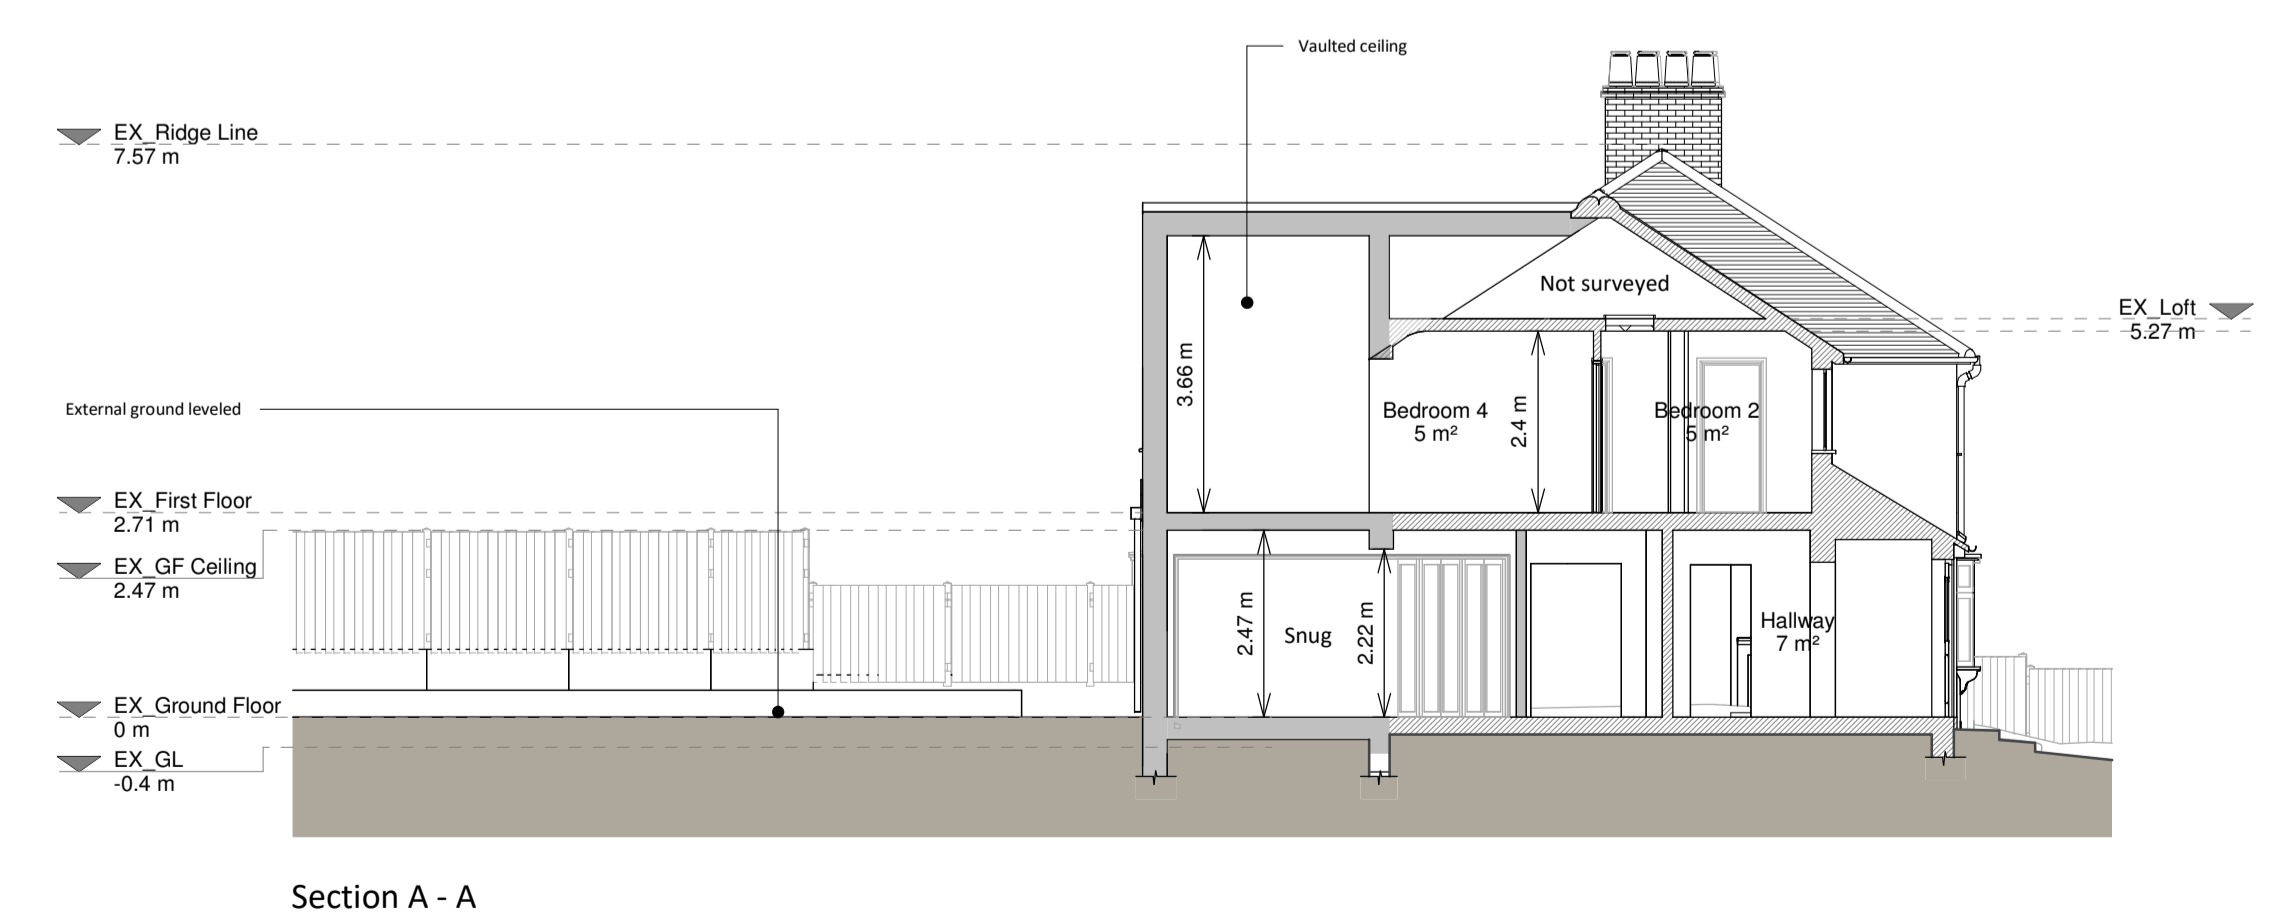 Vaulted ceiling
EX_Ridge Line
7.57 m
Not surveyed
EX_Loft
5.27 m
3.66 m
External ground leveled
Bedroom 4
5 m²
2.4 m
Bedroom 2
5 m²
EX_First Floor
2.71 m
EX_GF Ceiling
2.47 m
2.47 m
Snug
2.22 m
Hallway
7 m²
EX_Ground Floor
0 m
EX_GL
-0.4 m
Section A - A